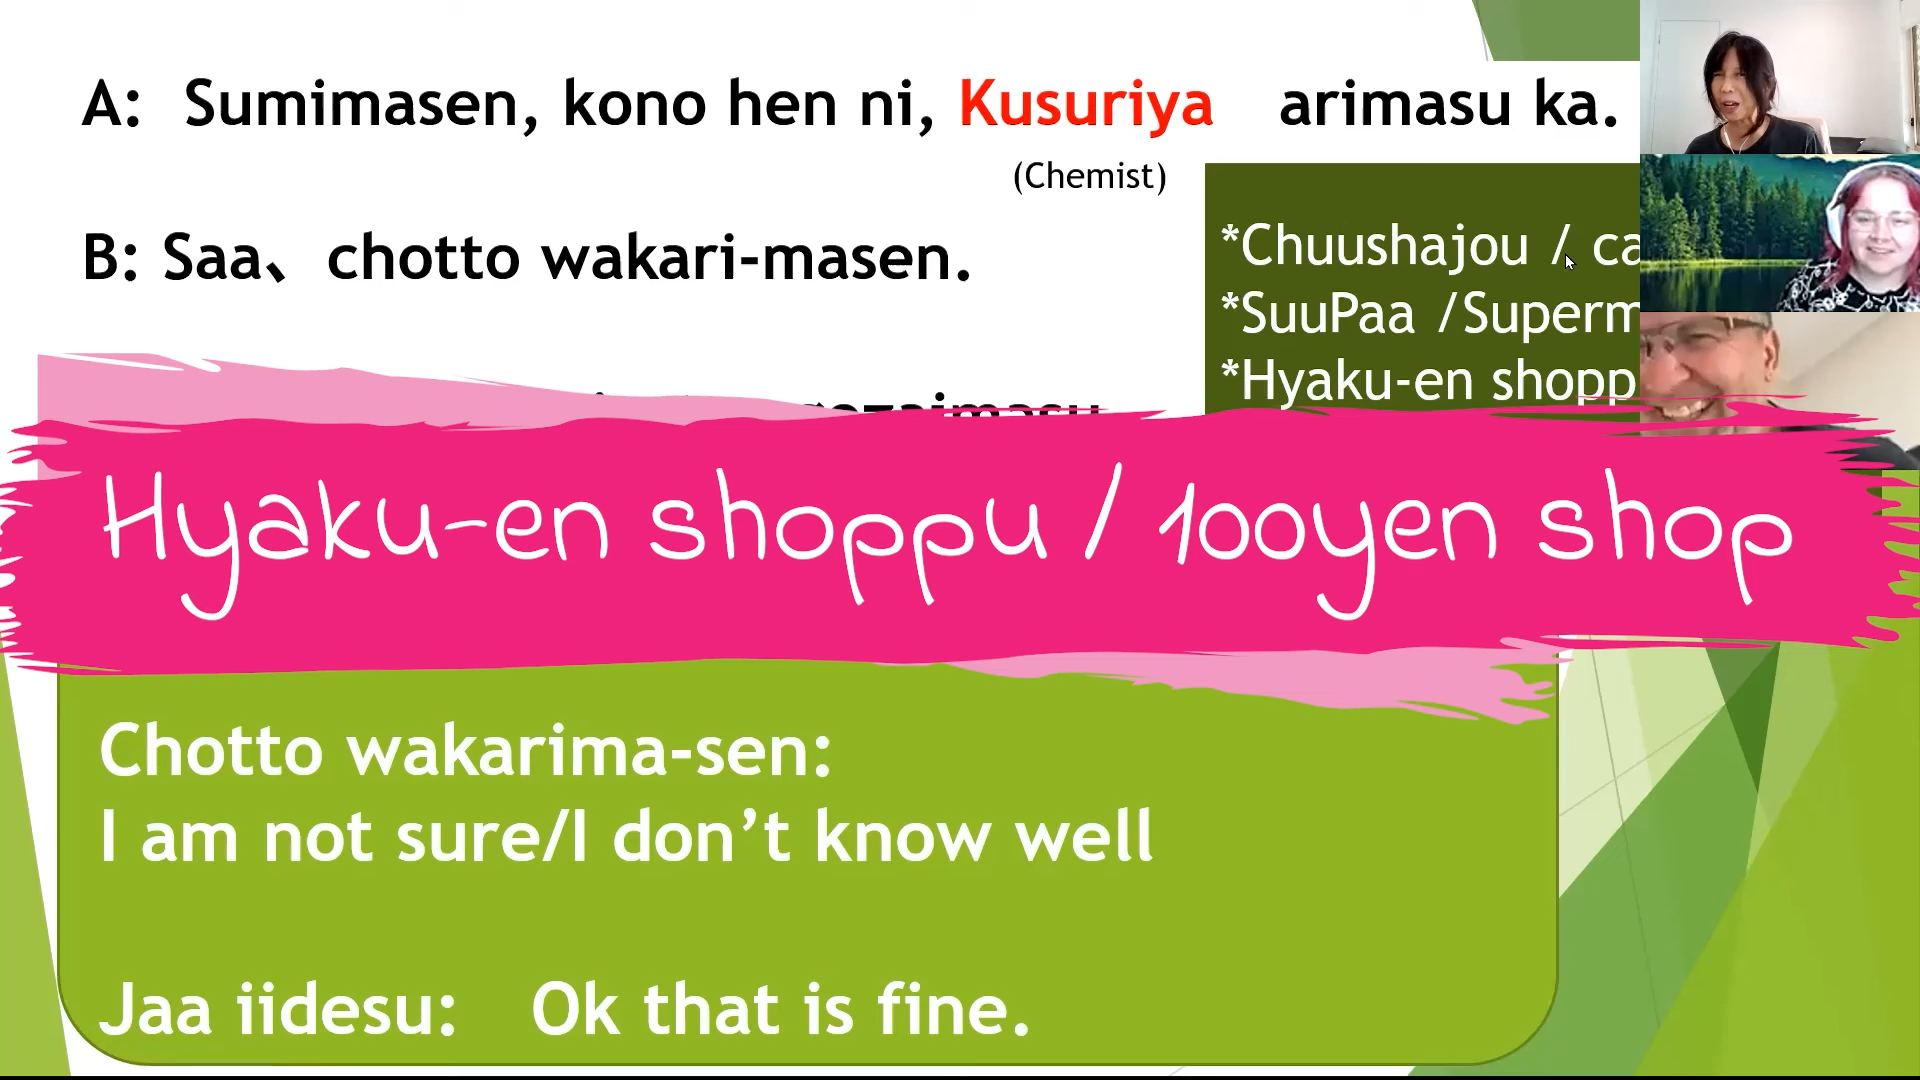 A: Sumimasen, kono hen ni, Kusuriya arimasu ka.
(Chemist)
B: Saa、 chotto wakari-masen.
*Chuushajou /
*SuuPaa /
*Hyaku-en
Hyaku-en shoppu / 100yen shop
Chotto wakarima-sen:
I am not sure/I don't know well
Jaa iidesu: Ok that is fine.